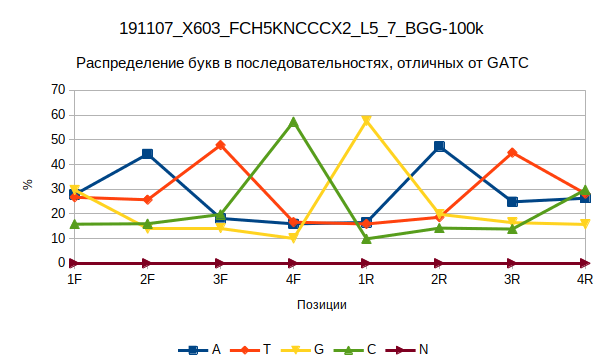 191107_X603_FCH5KNCCCX2_L5_7_BGG-100k
Распределение букв в последовательностях, отличных от GATC
70
60
50
40
30
20
10
0
%
1F 2F 3F 4F 1R 2R 3R 4R
Позиции
A T G C N